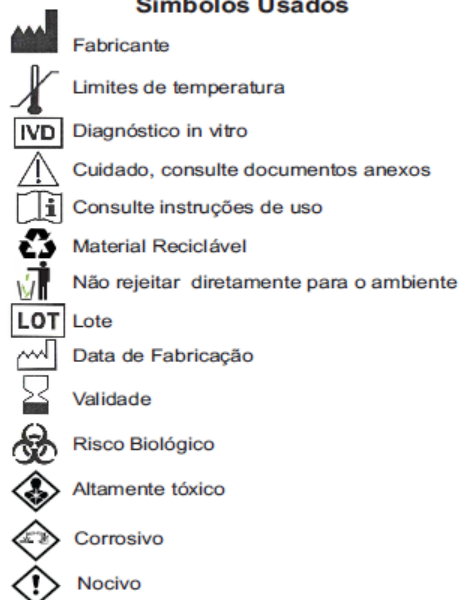 Símbolos Usados
Fabricante
Limites de temperatura
IVD Diagnóstico in vitro
Cuidado, consulte documentos anexos
i Consulte instruções de uso
Material Reciclável
Não rejeitar diretamente para o ambiente
LOT Lote
Data de Fabricação
Validade
Risco Biológico
Altamente tóxico
Corrosivo
Nocivo